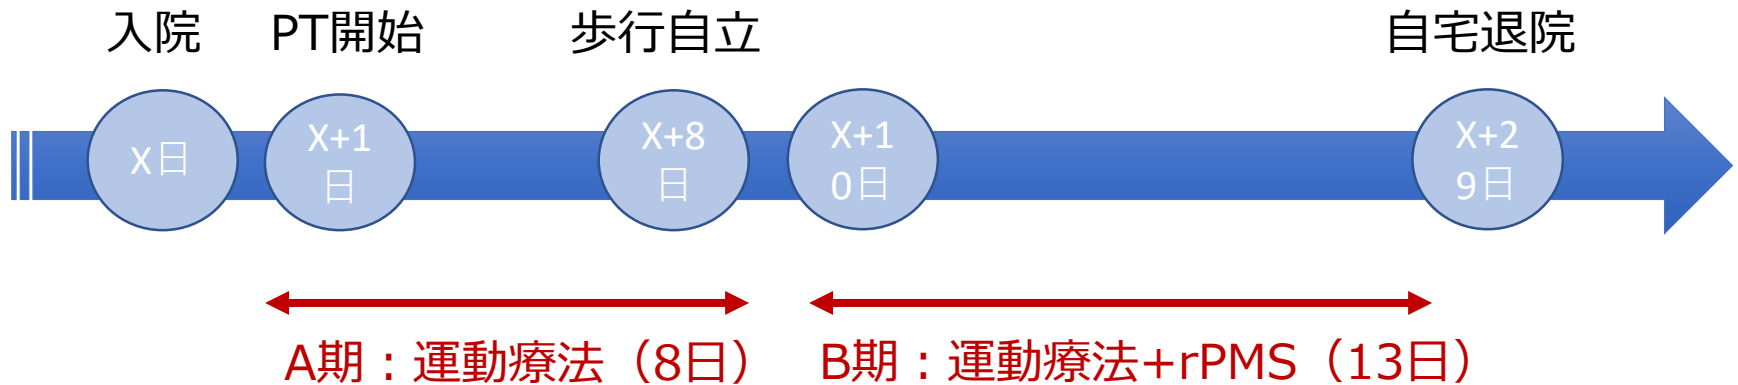 入院 PT開始 歩行自立 自宅退院
X日
X+1
日
X+8
日
X+1
0日
X+2
9日
A期：運動療法（8日）
B期：運動療法+rPMS（13日）